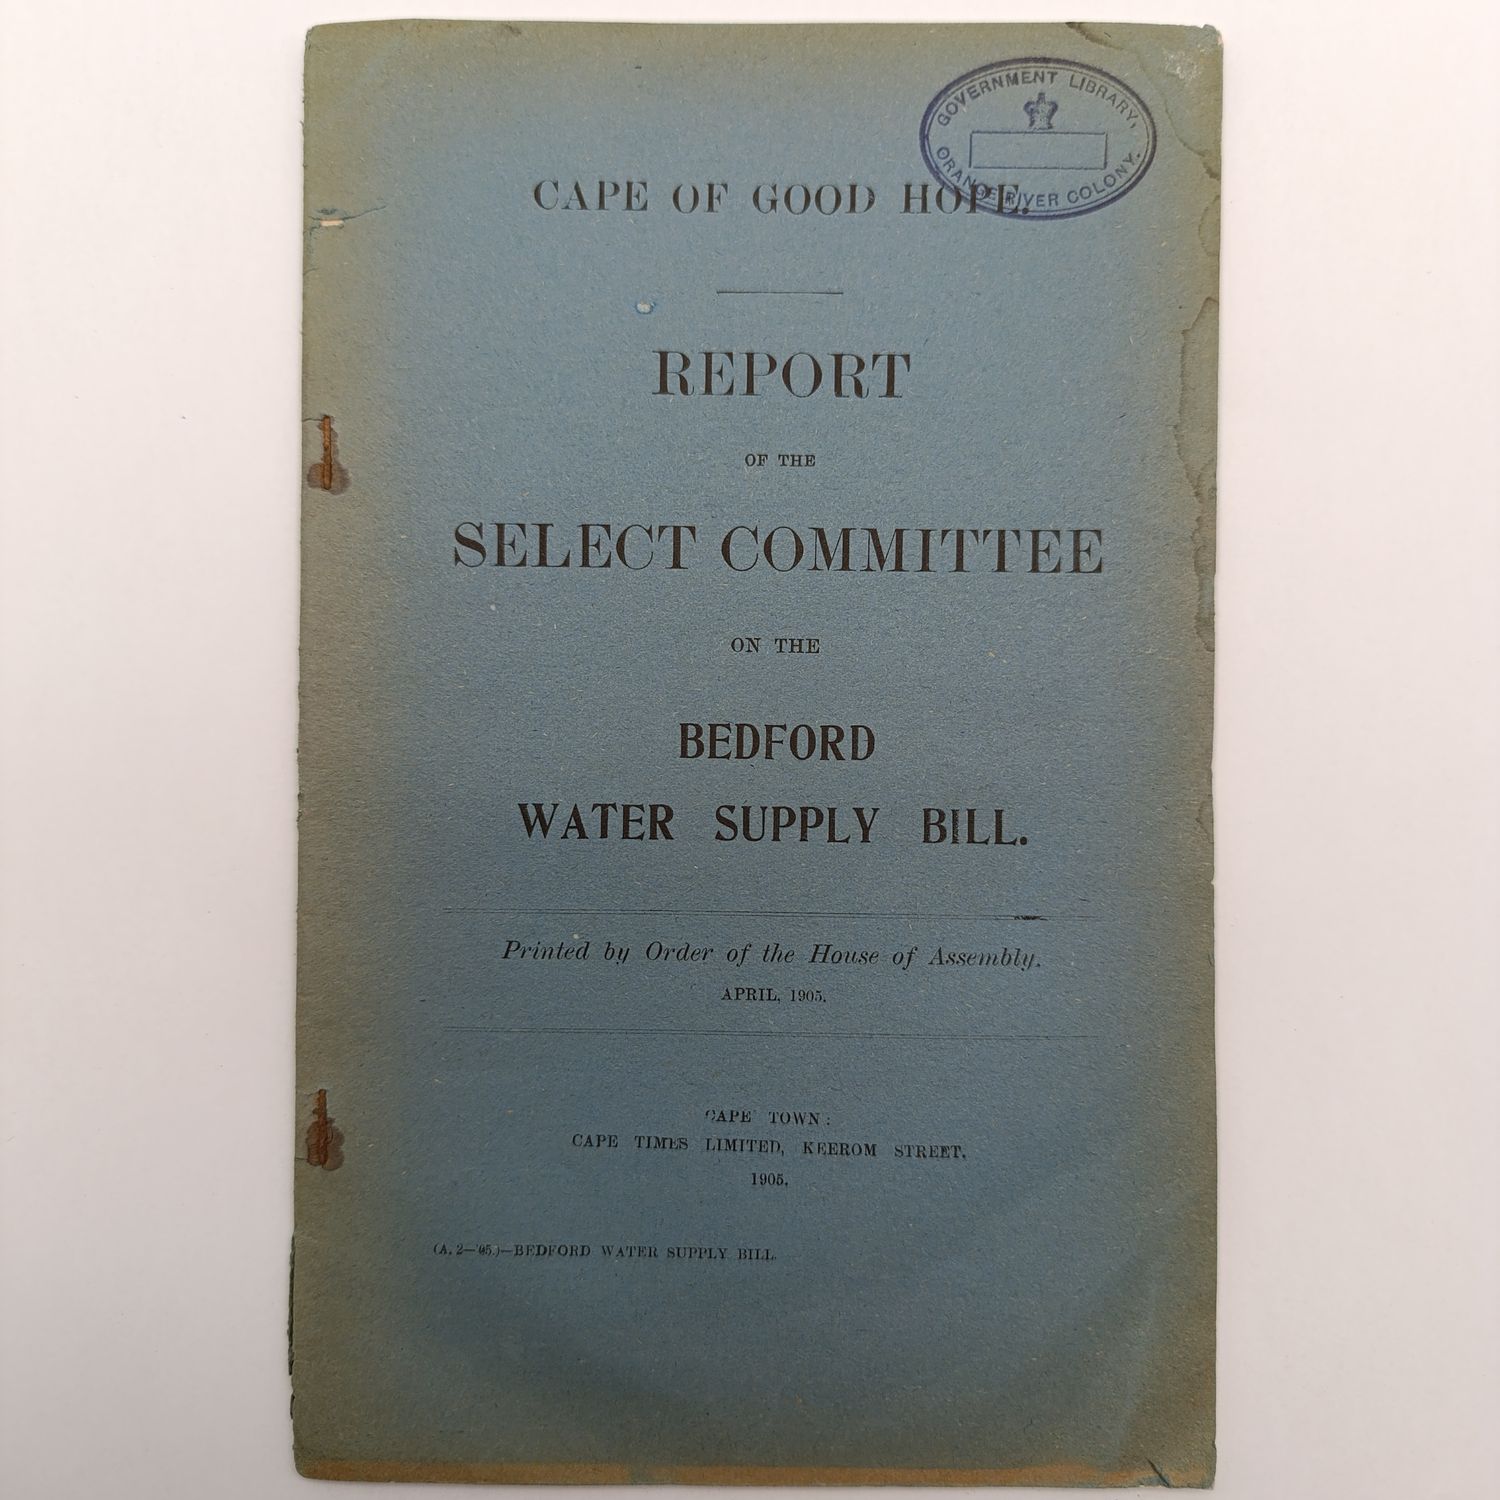 GOVERNMENT LIBRARY,
ORANGE RIVER COLONY.
CAPE OF GOOD HOPE.
REPORT
OF THE
SELECT COMMITTEE
ON THE
BEDFORD
WATER SUPPLY BILL.
Printed by Order of the House of Assembly.
APRIL, 1905.
CAPE TOWN:
CAPE TIMES LIMITED, KEEROM STREET.
1905.
(A. 2—'05.)—BEDFORD WATER SUPPLY BILL.